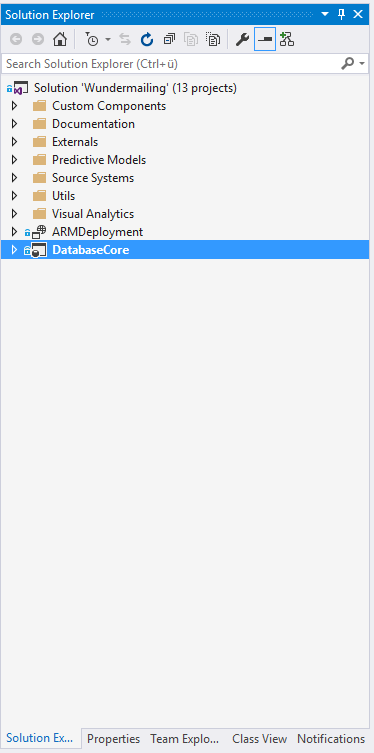 Solution Explorer
Search Solution Explorer (Ctrl+ü)
Solution 'Wundermailing' (13 projects)
Custom Components
Documentation
Externals
Predictive Models
Source Systems
Utils
Visual Analytics
ARMDeployment
DatabaseCore
Solution Ex... Properties Team Explo... Class View Notifications